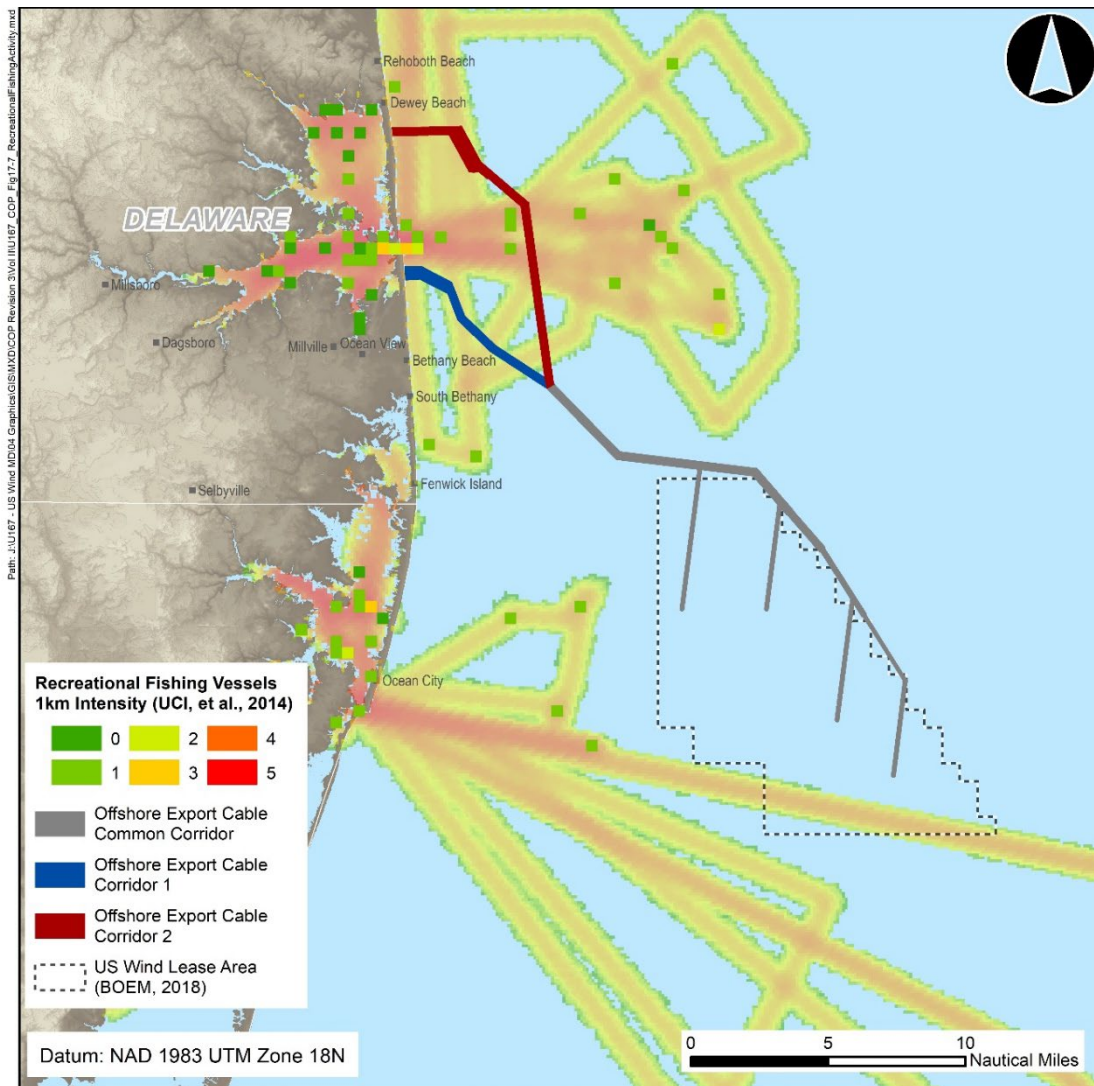 Path: J:\U167 - US Wind MD\04 Graphics\GIS\MXD\COP Revision 3\Vol II\U167_COP_Fig17-7_RecreationalFishingActivity.mxd
Rehoboth Beach
Dewey Beach
DELAWARE
Millsboro
Dagsboro
Millville
Ocean View
Bethany Beach
South Bethany
Selbyville
Fenwick Island
Ocean City
Recreational Fishing Vessels
1km Intensity (UCI, et al., 2014)
0 2 4
1 3 5
Offshore Export Cable
Common Corridor
Offshore Export Cable
Corridor 1
Offshore Export Cable
Corridor 2
US Wind Lease Area
(BOEM, 2018)
Datum: NAD 1983 UTM Zone 18N
0 5 10
Nautical Miles